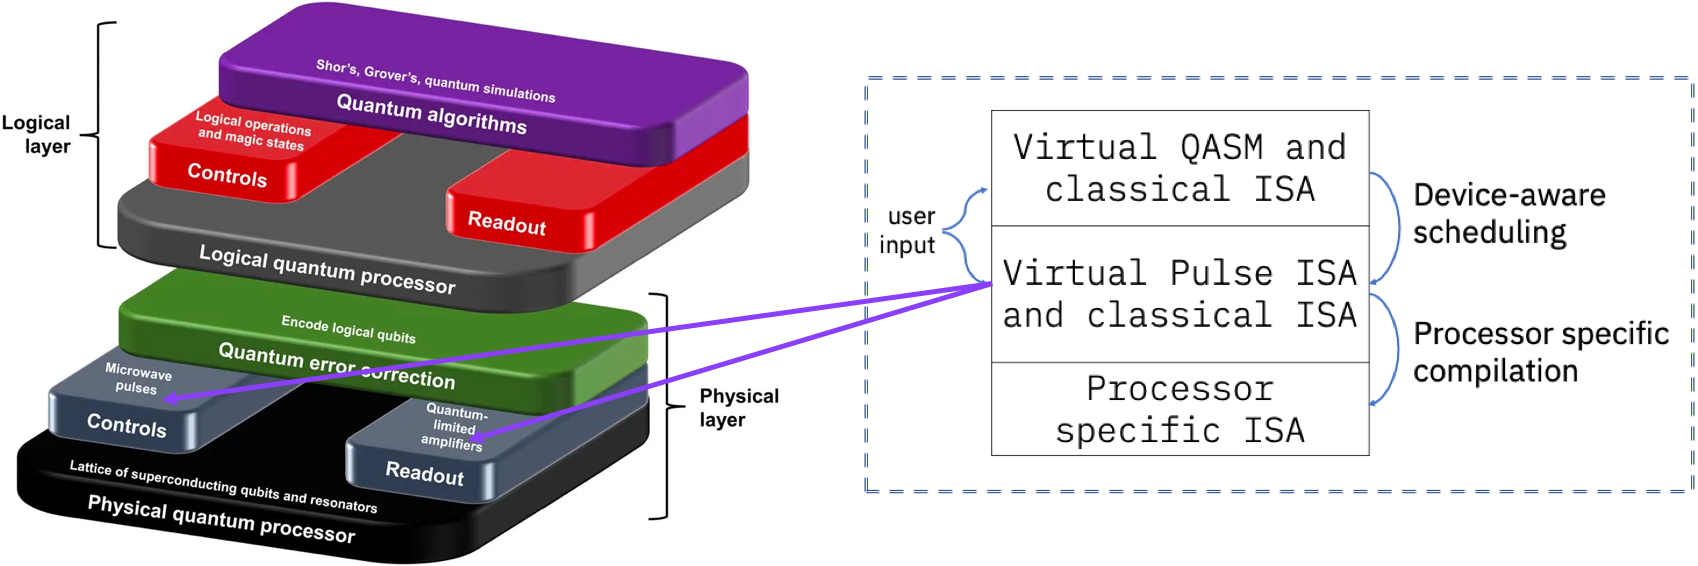 Logical
layer
Shor's, Grover's, quantum simulations
Quantum algorithms
Logical operations
and magic states
Controls
Readout
Logical quantum processor
Encode logical qubits
Quantum error correction
Microwave
pulses
Controls
Quantum-
limited
amplifiers
Readout
Lattice of superconducting qubits and resonators
Physical quantum processor
Physical
layer
user
input
Virtual QASM and
classical ISA
Virtual Pulse ISA
and classical ISA
Processor
specific ISA
Device-aware
scheduling
Processor specific
compilation